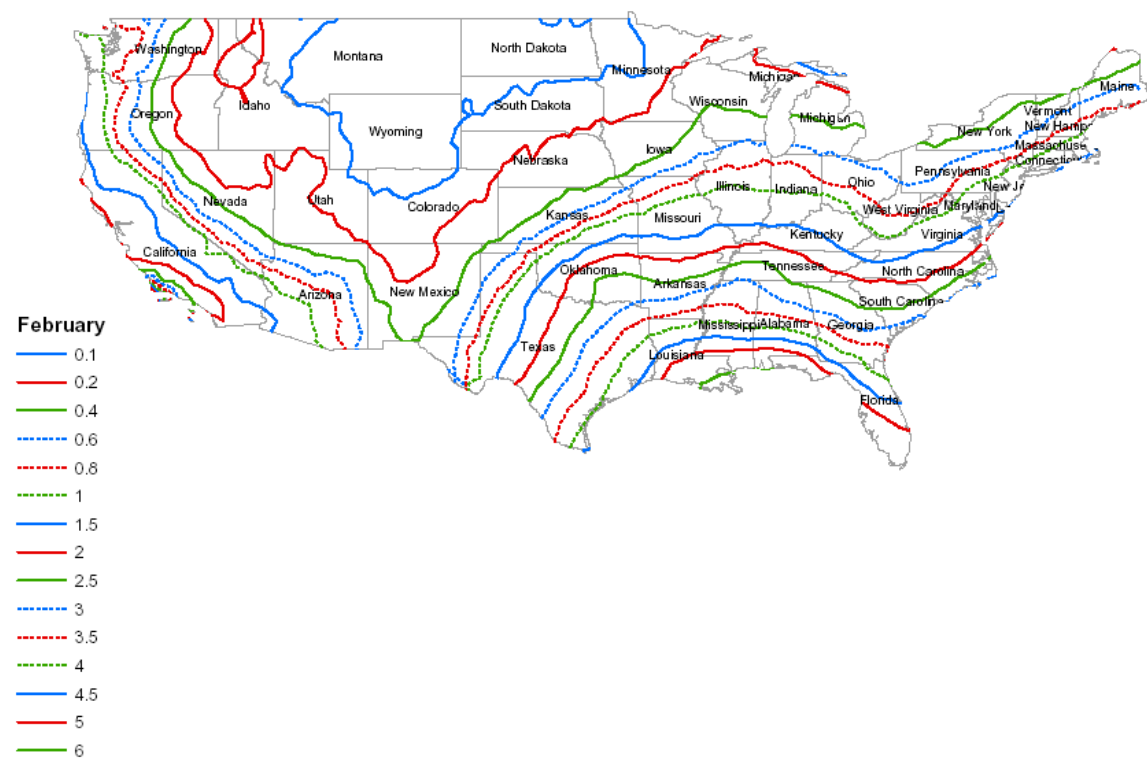 Washington
Montana
North Dakota
Minnesota
Michigan
Maine
Idaho
Oregon
South Dakota
Wisconsin
Michigan
Vermont
New Hamp
New York
Wyoming
Massachuse
Connectic
Iowa
Nebraska
Pennsylvania
Ohio
Illinois
Indiana
New Je
Nevada
Utah
Colorado
Kansas
Missouri
West Virginia
Maryland
Kentucky
Virginia
California
Oklahoma
Tennessee
North Carolina
Arizona
New Mexico
Arkansas
South Carolina
Mississippi
Alabama
Georgia
Texas
Louisiana
Florida
February
0.1
0.2
0.4
0.6
0.8
1
1.5
2
2.5
3
3.5
4
4.5
5
6